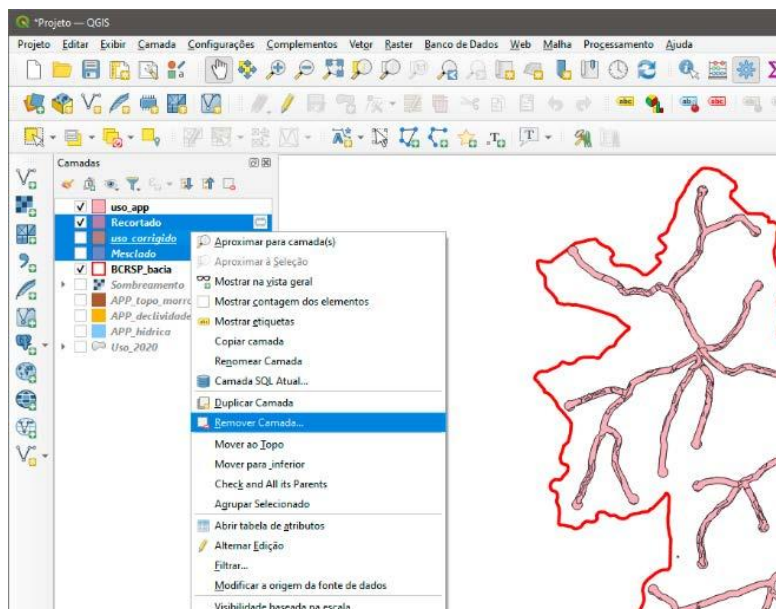 *Projeto — QGIS
Projeto Editar Exibir Camada Configurações Complementos Vetor Raster Banco de Dados Web Malha Processamento Ajuda
abc abc abc
Camadas
uso_app
Recortado
uso_corrigido
Mesclado
BCRSP_bacia
Sombreamento
APP_topo_morro
APP_declividade
APP_hidrica
Uso_2020
Aproximar para camada(s)
Aproximar à Seleção
Mostrar na vista geral
Mostrar contagem dos elementos
Mostrar etiquetas
Copiar camada
Renomear Camada
Camada SQL Atual...
Duplicar Camada
Remover Camada...
Mover ao Topo
Mover para _inferior
Check and All its Parents
Agrupar Selecionado
Abrir tabela de atributos
Alternar Edição
Filtrar...
Modificar a origem da fonte de dados
Visibilidade baseada na escala